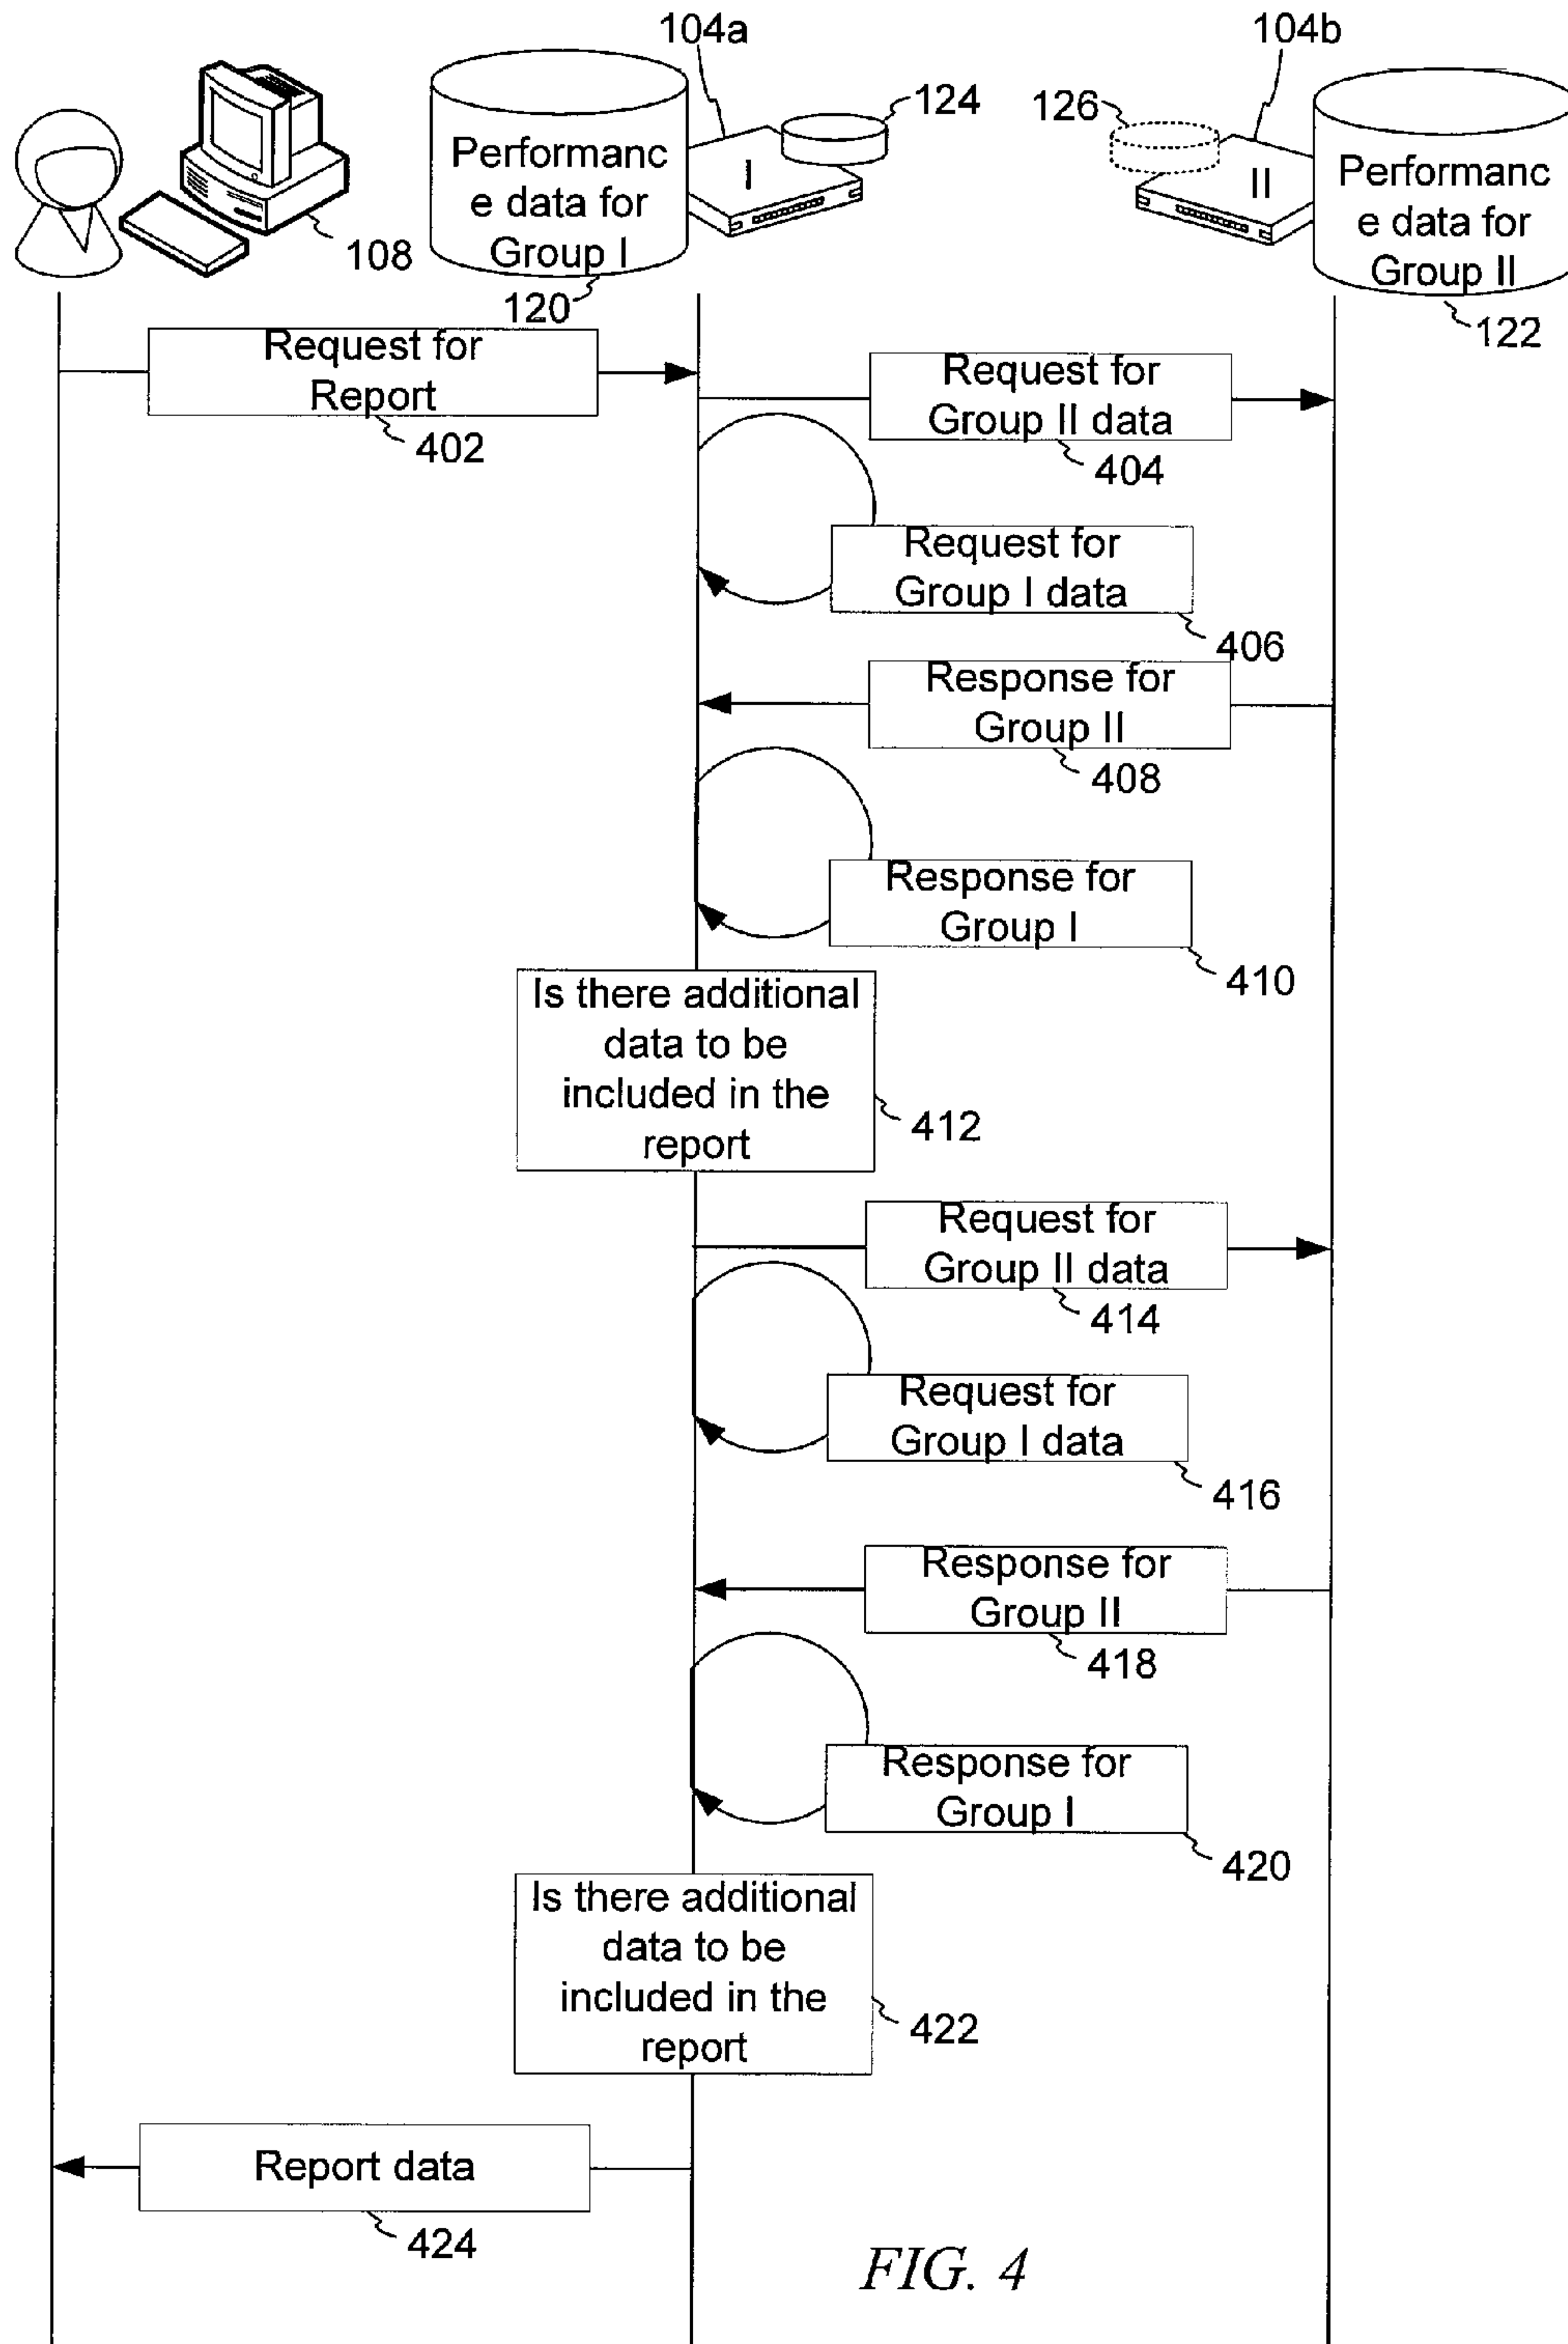 104a
104b
124
126
Performanc
e data for
Group I
I
II
Performanc
e data for
Group II
108
120
122
Request for
Report
402
Request for
Group II data
404
Request for
Group I data
406
Response for
Group II
408
Response for
Group I
410
Is there additional
data to be
included in the
report
412
Request for
Group II data
414
Request for
Group I data
416
Response for
Group II
418
Response for
Group I
420
Is there additional
data to be
included in the
report
422
Report data
424
FIG. 4